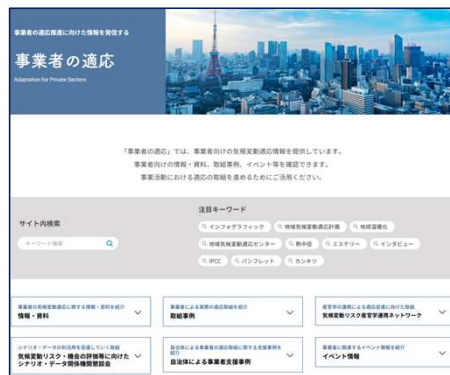 事業者の適応推進に向けた情報を発信する
事業者の適応
Adaptation for Private Sectors
「事業者の適応」では、事業者向けの気候変動適応情報を提供しています。
事業者向けの情報・資料、取組事例、イベント等を確認できます。
事業活動における適応の取組を進めるためにご活用ください。
サイト内検索
キーワード検索
注目キーワード
インフォグラフィック
地域気候変動適応計画
地球温暖化
地域気候変動適応センター
熱中症
ミステリー
インタビュー
IPCC
パンフレット
カンキツ
事業者の気候変動適応に関する情報・資料を紹介
情報・資料
事業者による実際の適応取組を紹介
取組事例
産官学の連携による適応促進に向けた取組
気候変動リスク産官学連携ネットワーク
シナリオ・データの利活用を促進していく取組
気候変動リスク・機会の評価等に向けた
シナリオ・データ関係機関懇談会
自治体による事業者の適応取組に関する支援事例を
紹介
自治体による事業者支援事例
事業者に関連するイベント情報を紹介
イベント情報